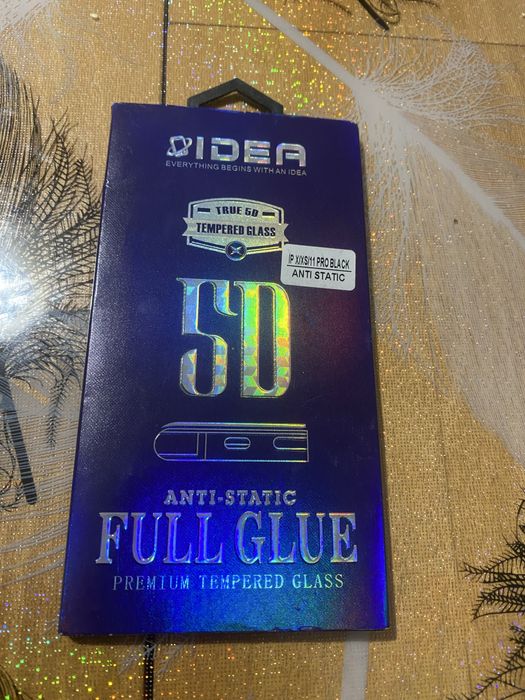 IDEA
EVERYTHING BEGINS WITH AN IDEA
TRUE 5D
TEMPERED GLASS
IP X/XS/11 PRO BLACK
ANTI STATIC
5D
ANTI-STATIC
FULL GLUE
PREMIUM TEMPERED GLASS